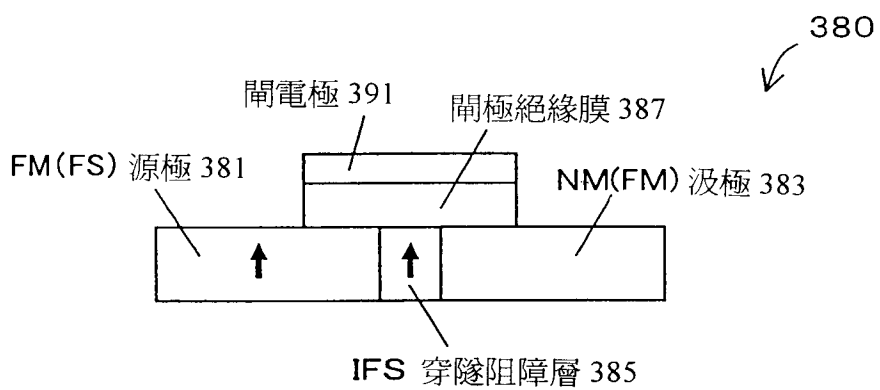 380
閘電極 391
閘極絕緣膜 387
FM(FS) 源極 381
NM(FM) 汲極 383
IFS 穿隧阻障層 385